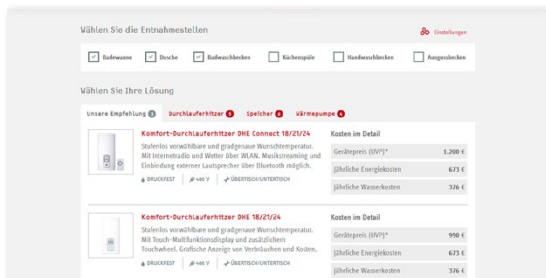 Wählen Sie die Entnahmestellen
Einstellungen
Badewanne Dusche Badwaschbecken Küchenspüle Handwaschbecken Ausgussbecken
Wählen Sie Ihre Lösung
Unsere Empfehlung Durchlauferhitzer Speicher Wärmepumpe
Komfort-Durchlauferhitzer DHE Connect 18/21/24
Stufenlos vorwählbare und gradgenaue Wunschtemperatur.
Mit Internetradio und Wetter über WLAN. Musikstreaming und
Einbindung externer Lautsprecher über Bluetooth möglich.
DRUCKFEST 400 V ÜBERTISCH/UNTERTISCH
Kosten im Detail
Gerätepreis (UVP)* 1.200 €
Jährliche Energiekosten 673 €
Jährliche Wasserkosten 376 €
Komfort-Durchlauferhitzer DHE 18/21/24
Stufenlos vorwählbare und gradgenaue Wunschtemperatur.
Mit Touch-Multifunktionsdisplay und zusätzlichem
Touchwheel. Grafische Anzeige von Verbräuchen und Kosten.
DRUCKFEST 400 V ÜBERTISCH/UNTERTISCH
Kosten im Detail
Gerätepreis (UVP)* 990 €
Jährliche Energiekosten 673 €
Jährliche Wasserkosten 376 €